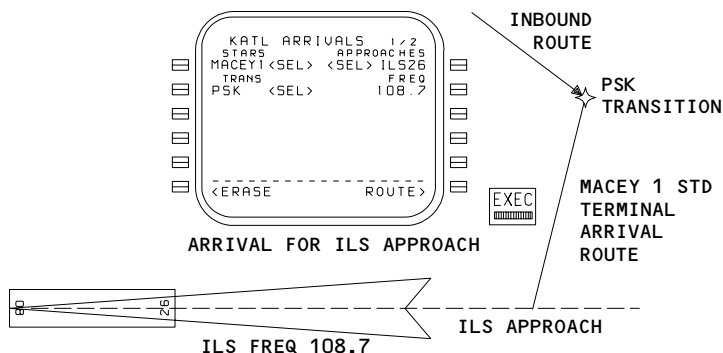 INBOUND
ROUTE
KATL ARRIVALS 1/2
STARS APPROACHES
MACEY1<SEL> <SEL>ILS26
TRANS FREQ
PSK <SEL> 108.7
<ERASE ROUTE>
PSK
TRANSITION
EXEC
MACEY 1 STD
TERMINAL
ARRIVAL
ROUTE
ARRIVAL FOR ILS APPROACH
08
26
ILS APPROACH
ILS FREQ 108.7